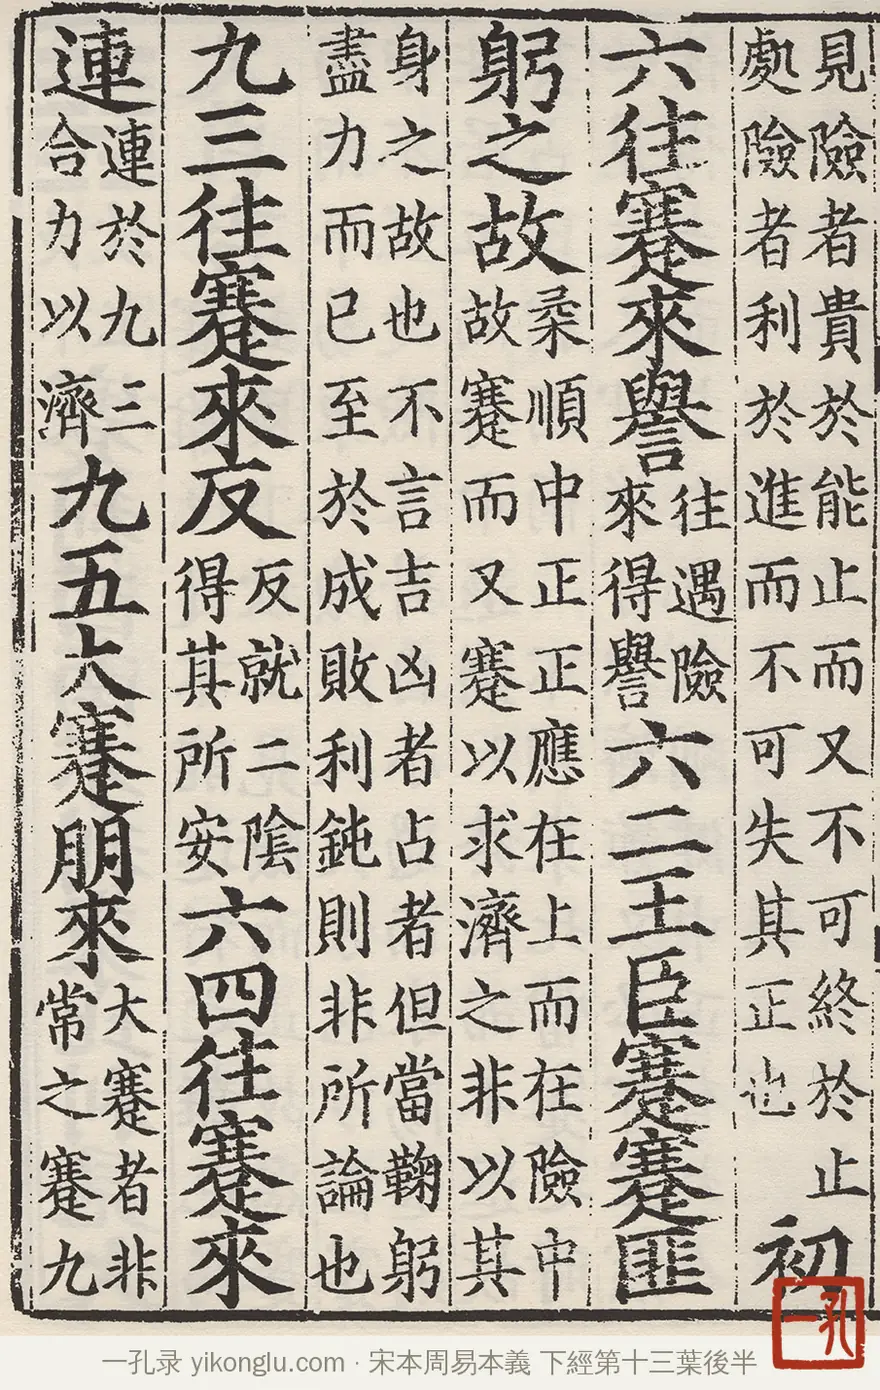 見險者貴於能止而又不可終於止處險者利於進而不可失其正也初
六往蹇來譽往遇險來得譽六二王臣蹇蹇匪
躬之故柔順中正正應在上而在險中故蹇而又蹇以求濟之非以其
身之故也不言吉凶者占者但當鞠躬盡力而已至於成敗利鈍則非所論也
九三往蹇來反反就二陰得其所安六四往蹇來
連連於九三合力以濟九五大蹇朋來大蹇者非常之蹇九
一孔录 yikonglu.com · 宋本周易本義 下經第十三葉後半
一孔